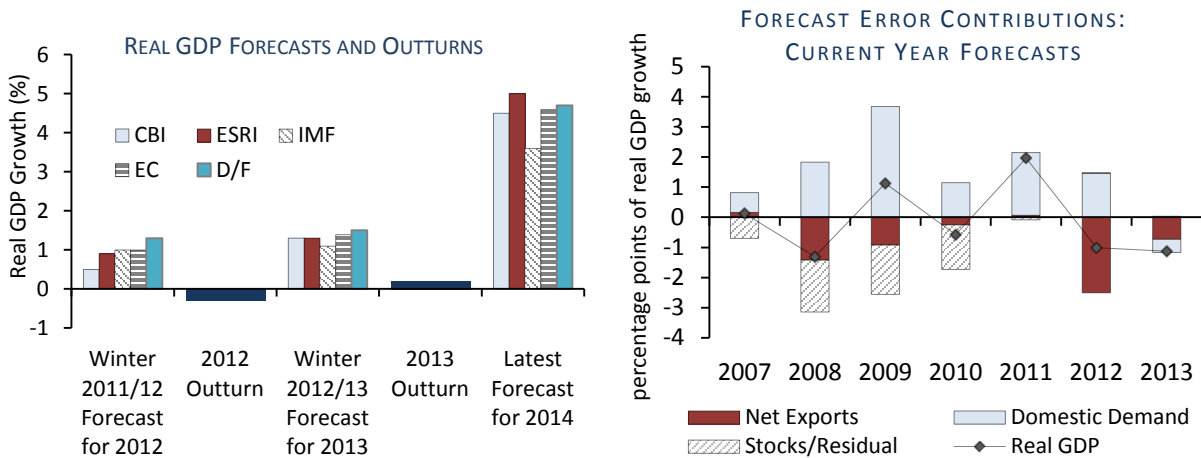 REAL GDP FORECASTS AND OUTTURNS
Real GDP Growth (%)
6
5
4
3
2
1
0
-1
CBI
ESRI
IMF
EC
D/F
Winter
2011/12
Forecast
for 2012
2012
Outturn
Winter
2012/13
Forecast
for 2013
2013
Outturn
Latest
Forecast
for 2014
FORECAST ERROR CONTRIBUTIONS:
CURRENT YEAR FORECASTS
percentage points of real GDP growth
5
4
3
2
1
0
-1
-2
-3
-4
2007 2008 2009 2010 2011 2012 2013
Net Exports
Domestic Demand
Stocks/Residual
Real GDP